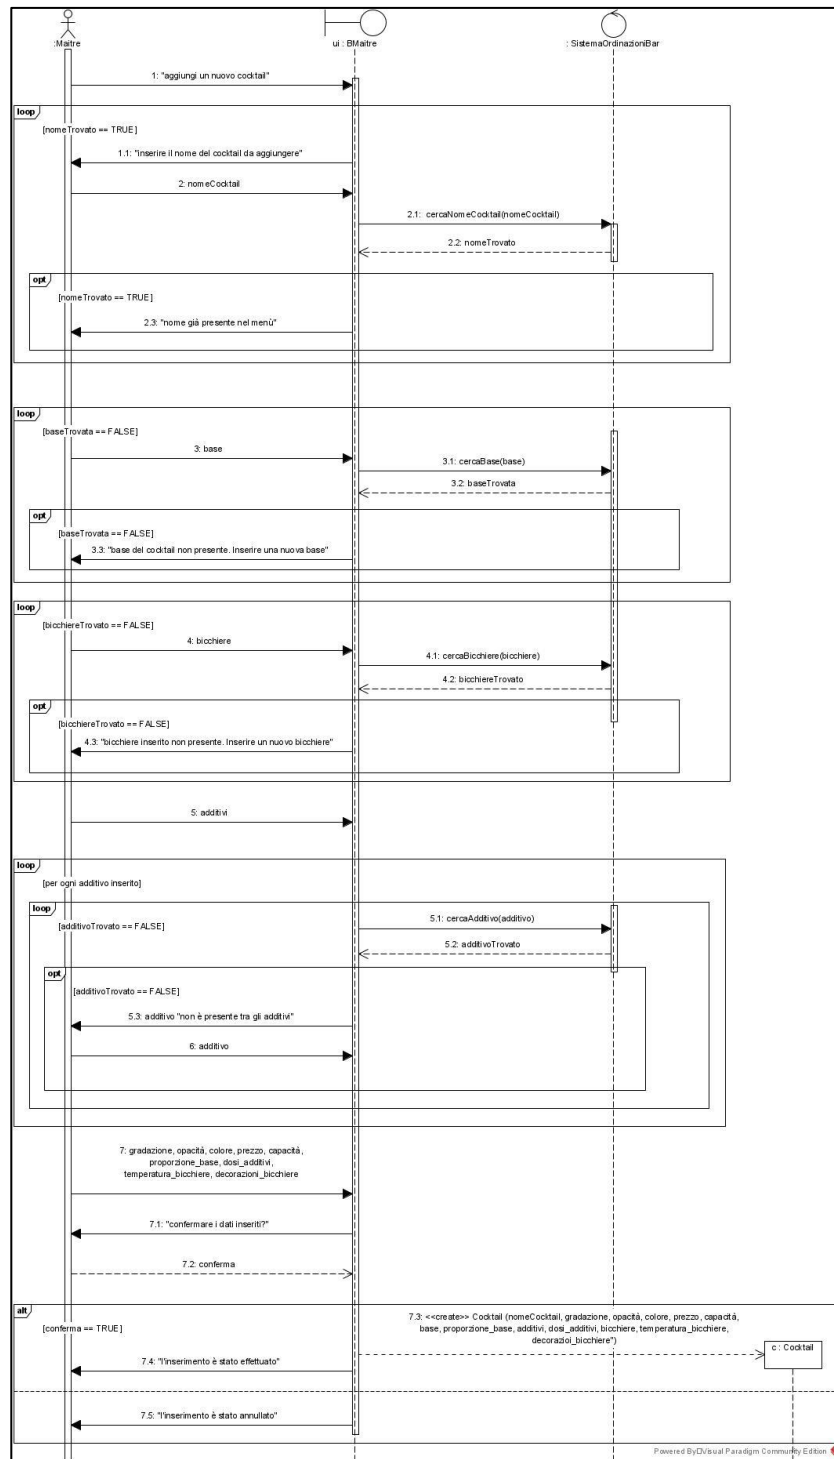 :Maitre
ui : BMaitre
: SistemaOrdinazioniBar
1: "aggiungi un nuovo cocktail"
loop
[nomeTrovato == TRUE]
1.1: "inserire il nome del cocktail da aggiungere"
2: nomeCocktail
2.1: cercaNomeCocktail(nomeCocktail)
2.2: nomeTrovato
opt
[nomeTrovato == TRUE]
2.3: "nome già presente nel menù"
loop
[baseTrovata == FALSE]
3: base
3.1: cercaBase(base)
3.2: baseTrovata
opt
[baseTrovata == FALSE]
3.3: "base del cocktail non presente. Inserire una nuova base"
loop
[bicchiereTrovato == FALSE]
4: bicchiere
4.1: cercaBicchiere(bicchiere)
4.2: bicchiereTrovato
opt
[bicchiereTrovato == FALSE]
4.3: "bicchiere inserito non presente. Inserire un nuovo bicchiere"
5: additivi
loop
[per ogni additivo inserito]
loop
[additivoTrovato == FALSE]
5.1: cercaAdditivo(additivo)
5.2: additivoTrovato
opt
[additivoTrovato == FALSE]
5.3: additivo "non è presente tra gli additivi"
6: additivo
7: gradazione, opacità, colore, prezzo, capacità,
proporzione_base, dosi_additivi,
temperatura_bicchiere, decorazioni_bicchiere
7.1: "confermare i dati inseriti?"
7.2: conferma
alt
[conferma == TRUE]
7.3: <<create>> Cocktail (nomeCocktail, gradazione, opacità, colore, prezzo, capacità,
base, proporzione_base, additivi, dosi_additivi, bicchiere, temperatura_bicchiere,
decorazioi_bicchiere")
c : Cocktail
7.4: "l'inserimento è stato effettuato"
7.5: "l'inserimento è stato annullato"
Powered By Visual Paradigm Community Edition